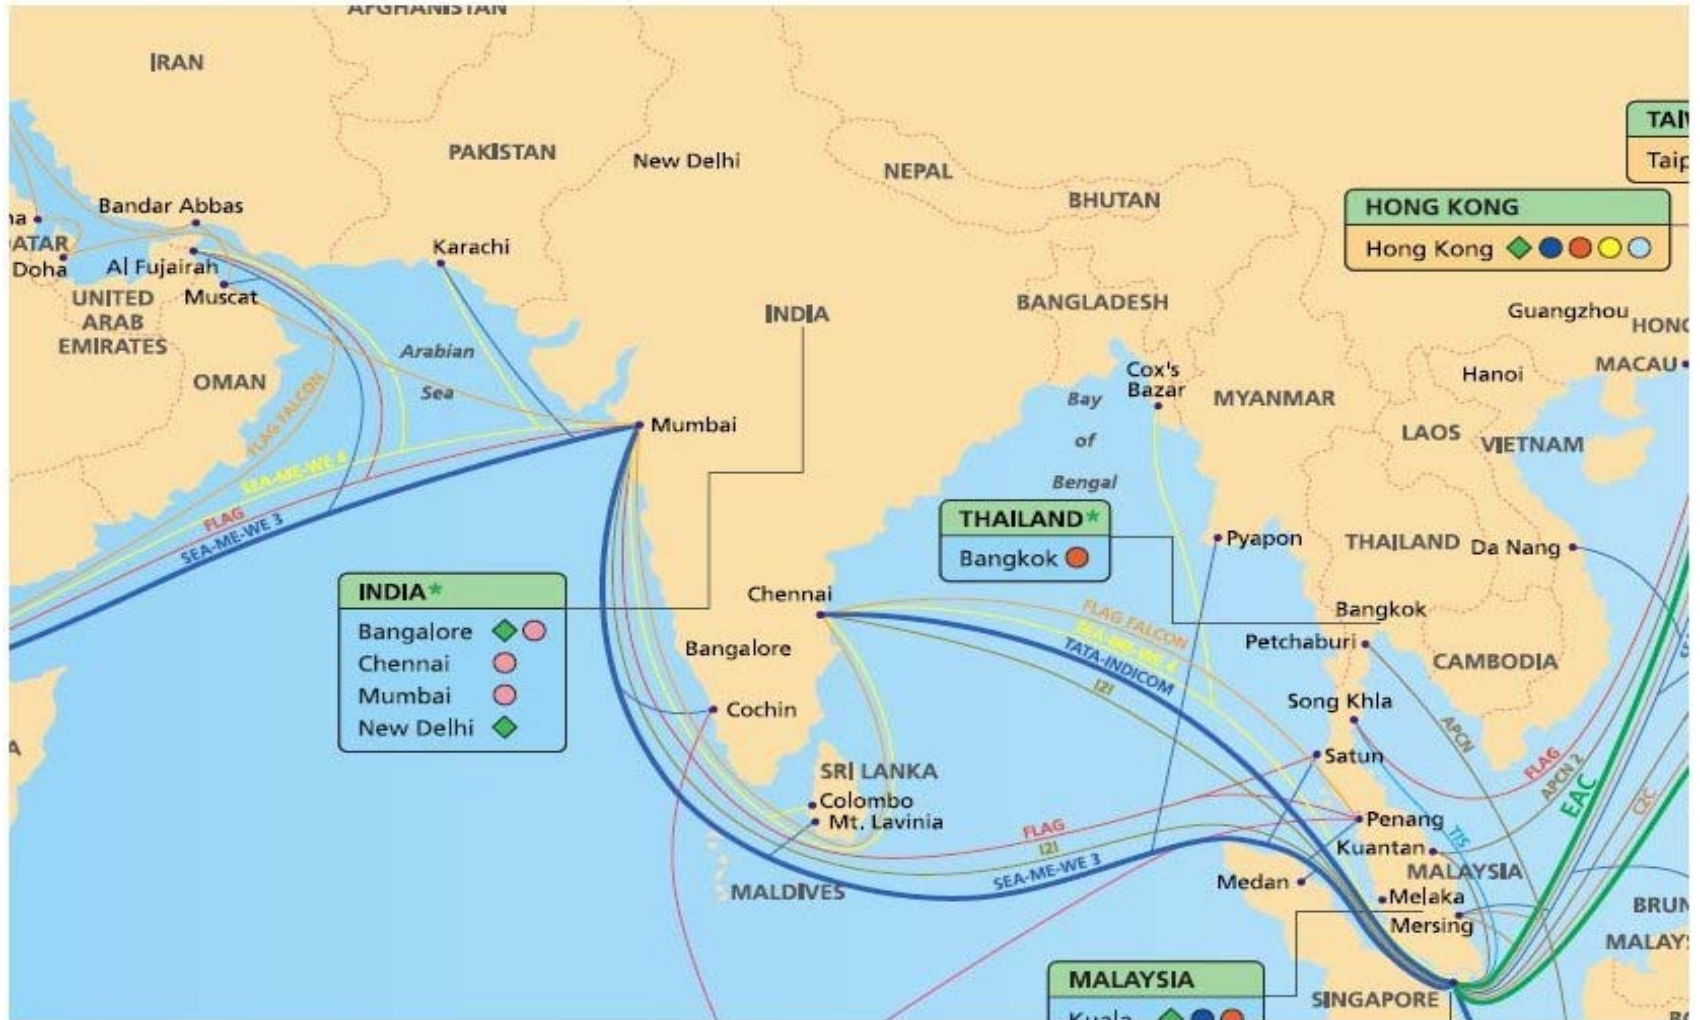 AFGHANISTAN
IRAN
PAKISTAN
New Delhi
NEPAL
BHUTAN
HONG KONG
Hong Kong
Bandar Abbas
Karachi
Doha
Al Fujairah
Muscat
UNITED
ARAB
EMIRATES
OMAN
Arabian
Sea
INDIA
BANGLADESH
Guangzhou
MACAU
Hanoi
Cox's
Bazar
MYANMAR
LAOS
VIETNAM
Bay
of
Bengal
Mumbai
FLAG FALCON
FLAG
SEA-ME-WE 3
THAILAND*
Bangkok
Pyapon
THAILAND
Da Nang
INDIA*
Bangalore
Chennai
Mumbai
New Delhi
Chennai
Bangalore
Cochin
FLAG FALCON
SEA-ME-WE 4
TATA-INDICOM
I2I
Bangkok
Petchaburi
CAMBODIA
Song Khla
Satun
APCN
FLAG
APCN 2
EAC
C2C
SRI LANKA
Colombo
Mt. Lavinia
MALDIVES
FLAG
I2I
SEA-ME-WE 3
Penang
Kuantan
TIS
MALAYSIA
Medan
Melaka
Mersing
MALAYSIA
SINGAPORE